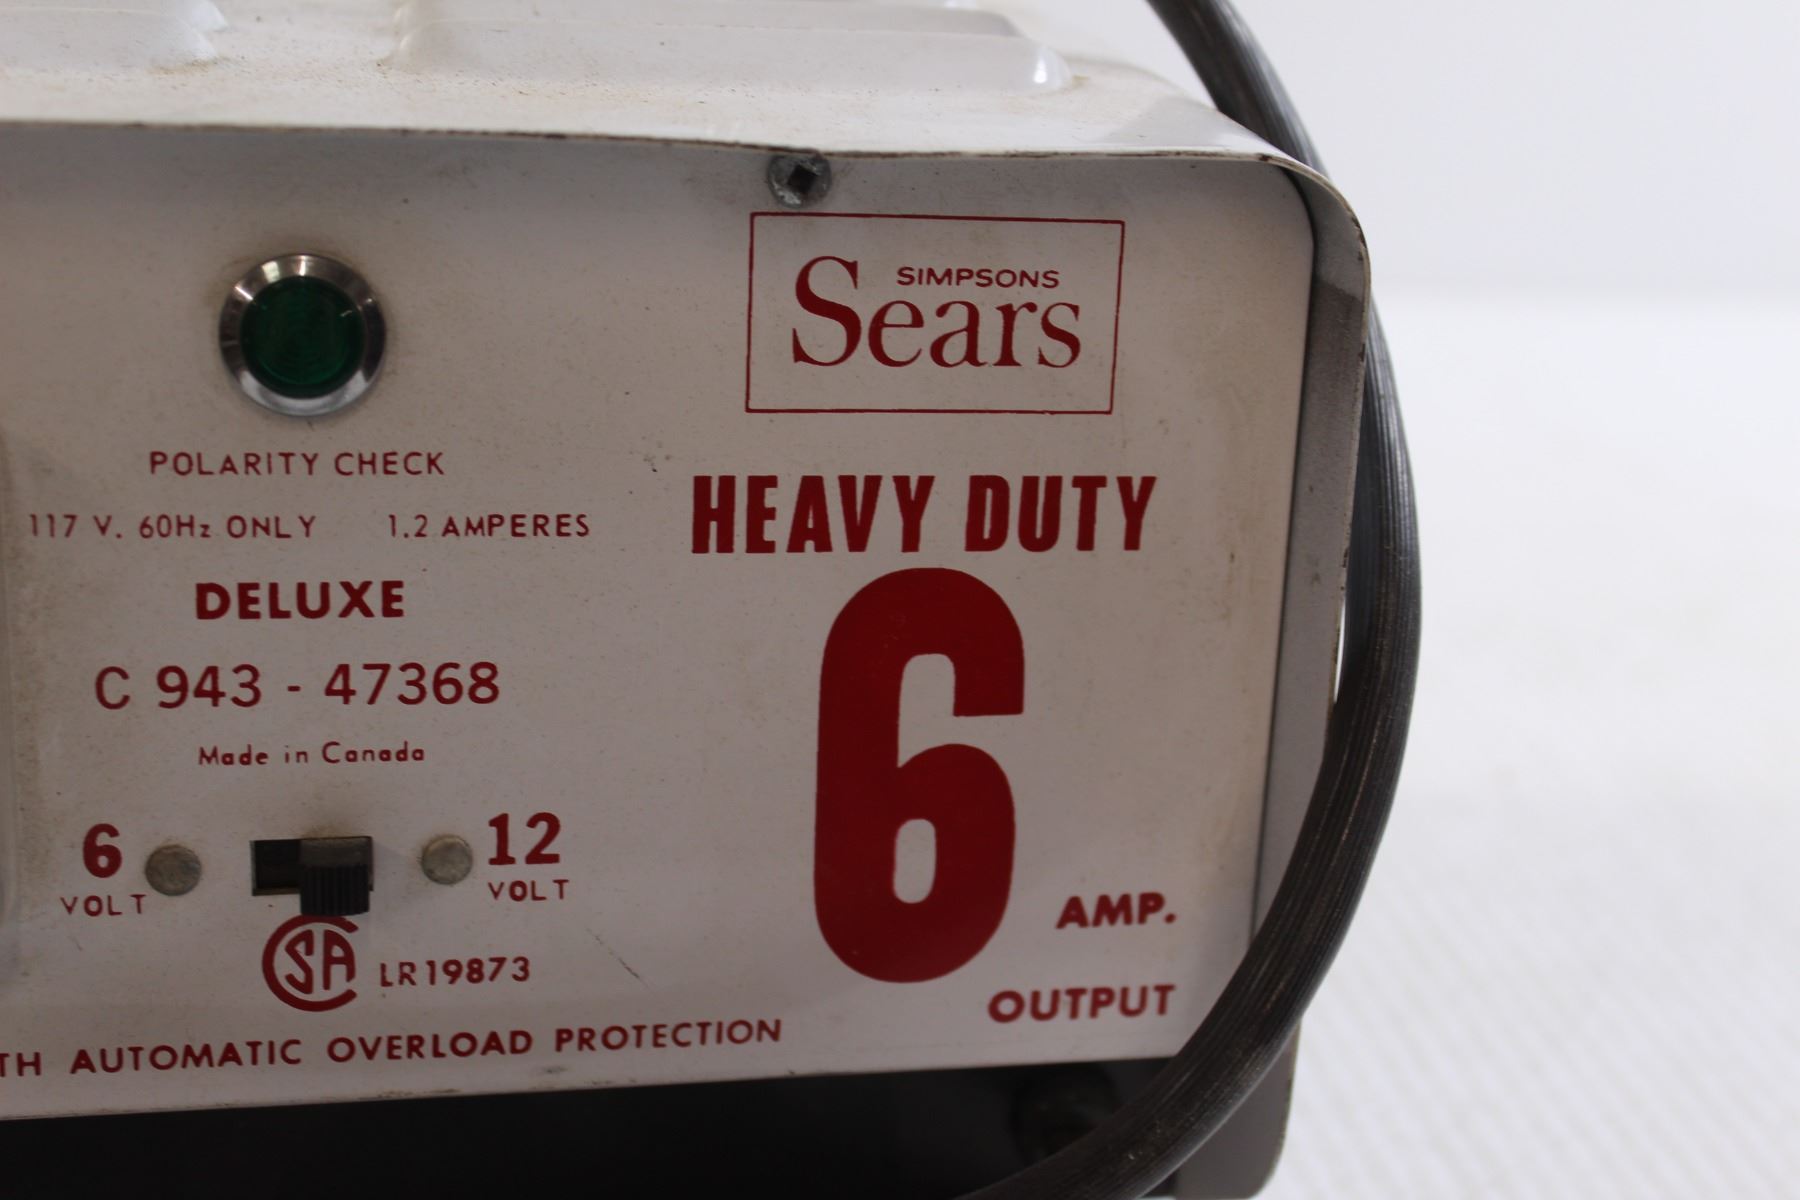 SIMPSONS
Sears
POLARITY CHECK
117 V. 60Hz ONLY 1.2 AMPERES
DELUXE
C 943 - 47368
Made in Canada
6 VOLT
12 VOLT
CSA LR19873
TH AUTOMATIC OVERLOAD PROTECTION
HEAVY DUTY
6
AMP.
OUTPUT